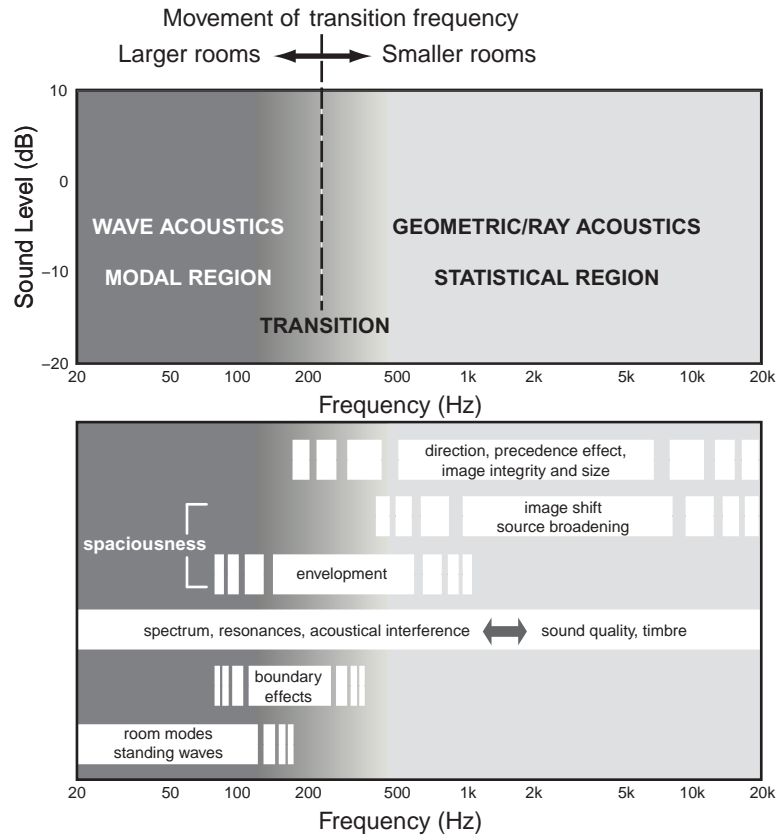 Movement of transition frequency
Larger rooms
Smaller rooms
Sound Level (dB)
10
0
–10
–20
WAVE ACOUSTICS
GEOMETRIC/RAY ACOUSTICS
MODAL REGION
STATISTICAL REGION
TRANSITION
20 50 100 200 500 1k 2k 5k 10k 20k
Frequency (Hz)
direction, precedence effect,
image integrity and size
image shift
source broadening
spaciousness
envelopment
spectrum, resonances, acoustical interference
sound quality, timbre
boundary
effects
room modes
standing waves
20 50 100 200 500 1k 2k 5k 10k 20k
Frequency (Hz)